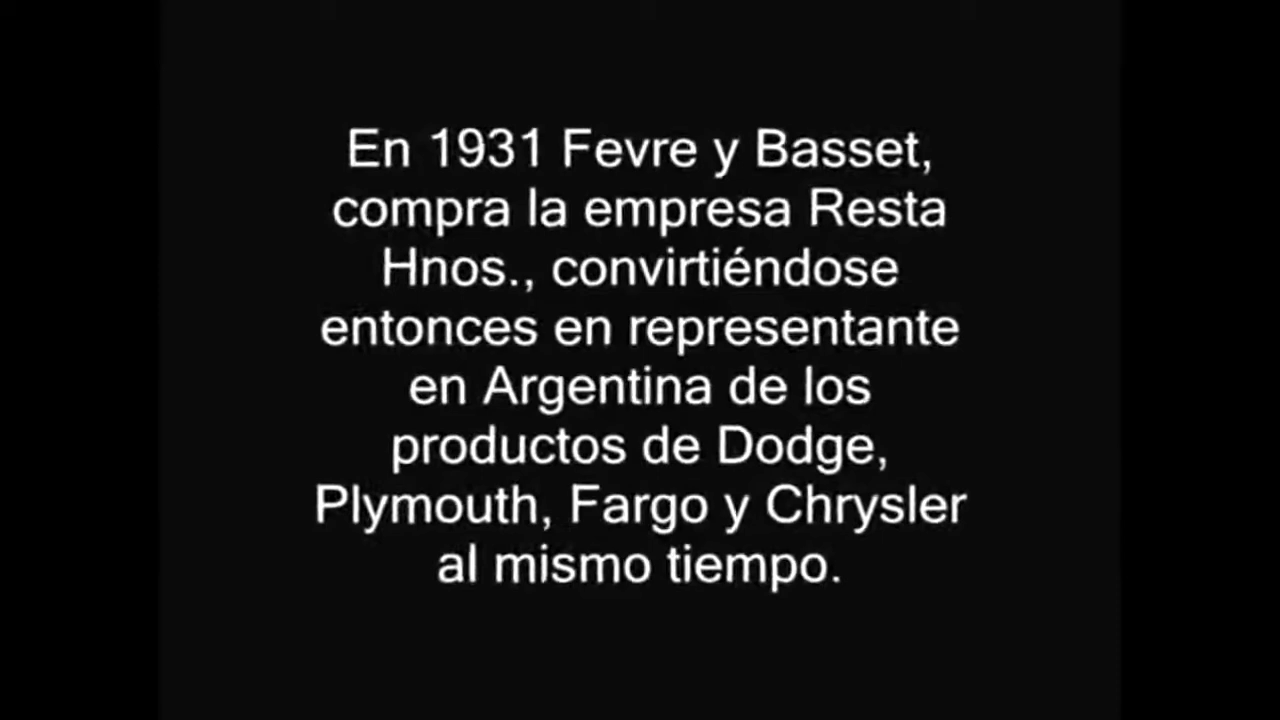 En 1931 Fevre y Basset,
compra la empresa Resta
Hnos., convirtiéndose
entonces en representante
en Argentina de los
productos de Dodge,
Plymouth, Fargo y Chrysler
al mismo tiempo.